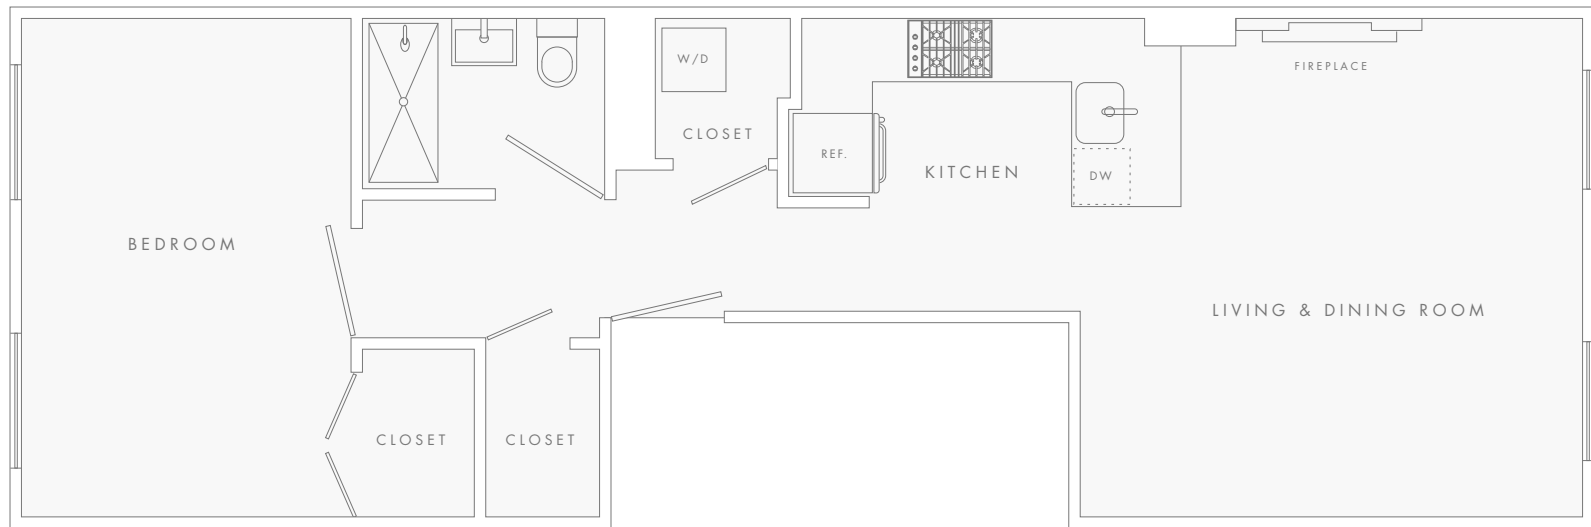 W/D
FIREPLACE
CLOSET
REF.
KITCHEN
DW
BEDROOM
LIVING & DINING ROOM
CLOSET
CLOSET